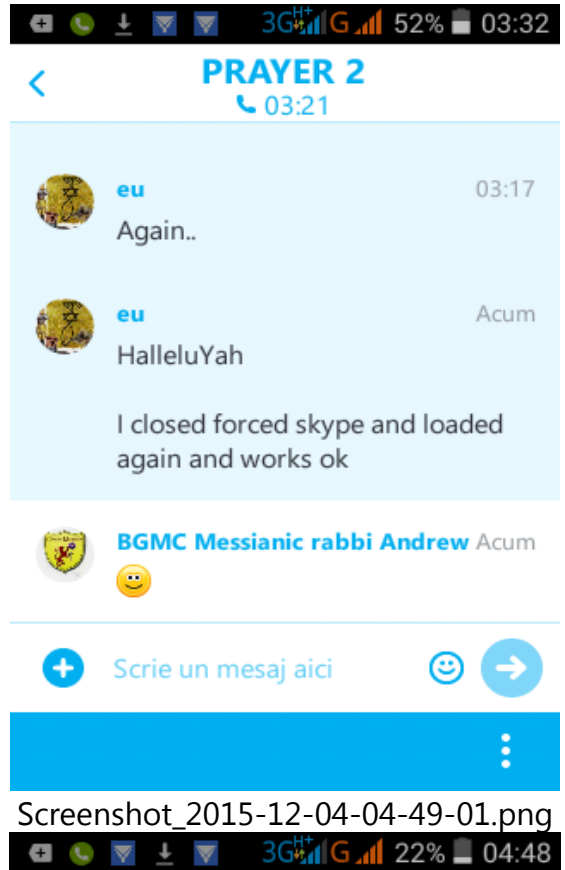 3G H+ G 52% 03:32
PRAYER 2
03:21
eu 03:17
Again..
eu Acum
HalleluYah
I closed forced skype and loaded
again and works ok
BGMC Messianic rabbi Andrew Acum
Scrie un mesaj aici
Screenshot_2015-12-04-04-49-01.png
3G H+ G 22% 04:48